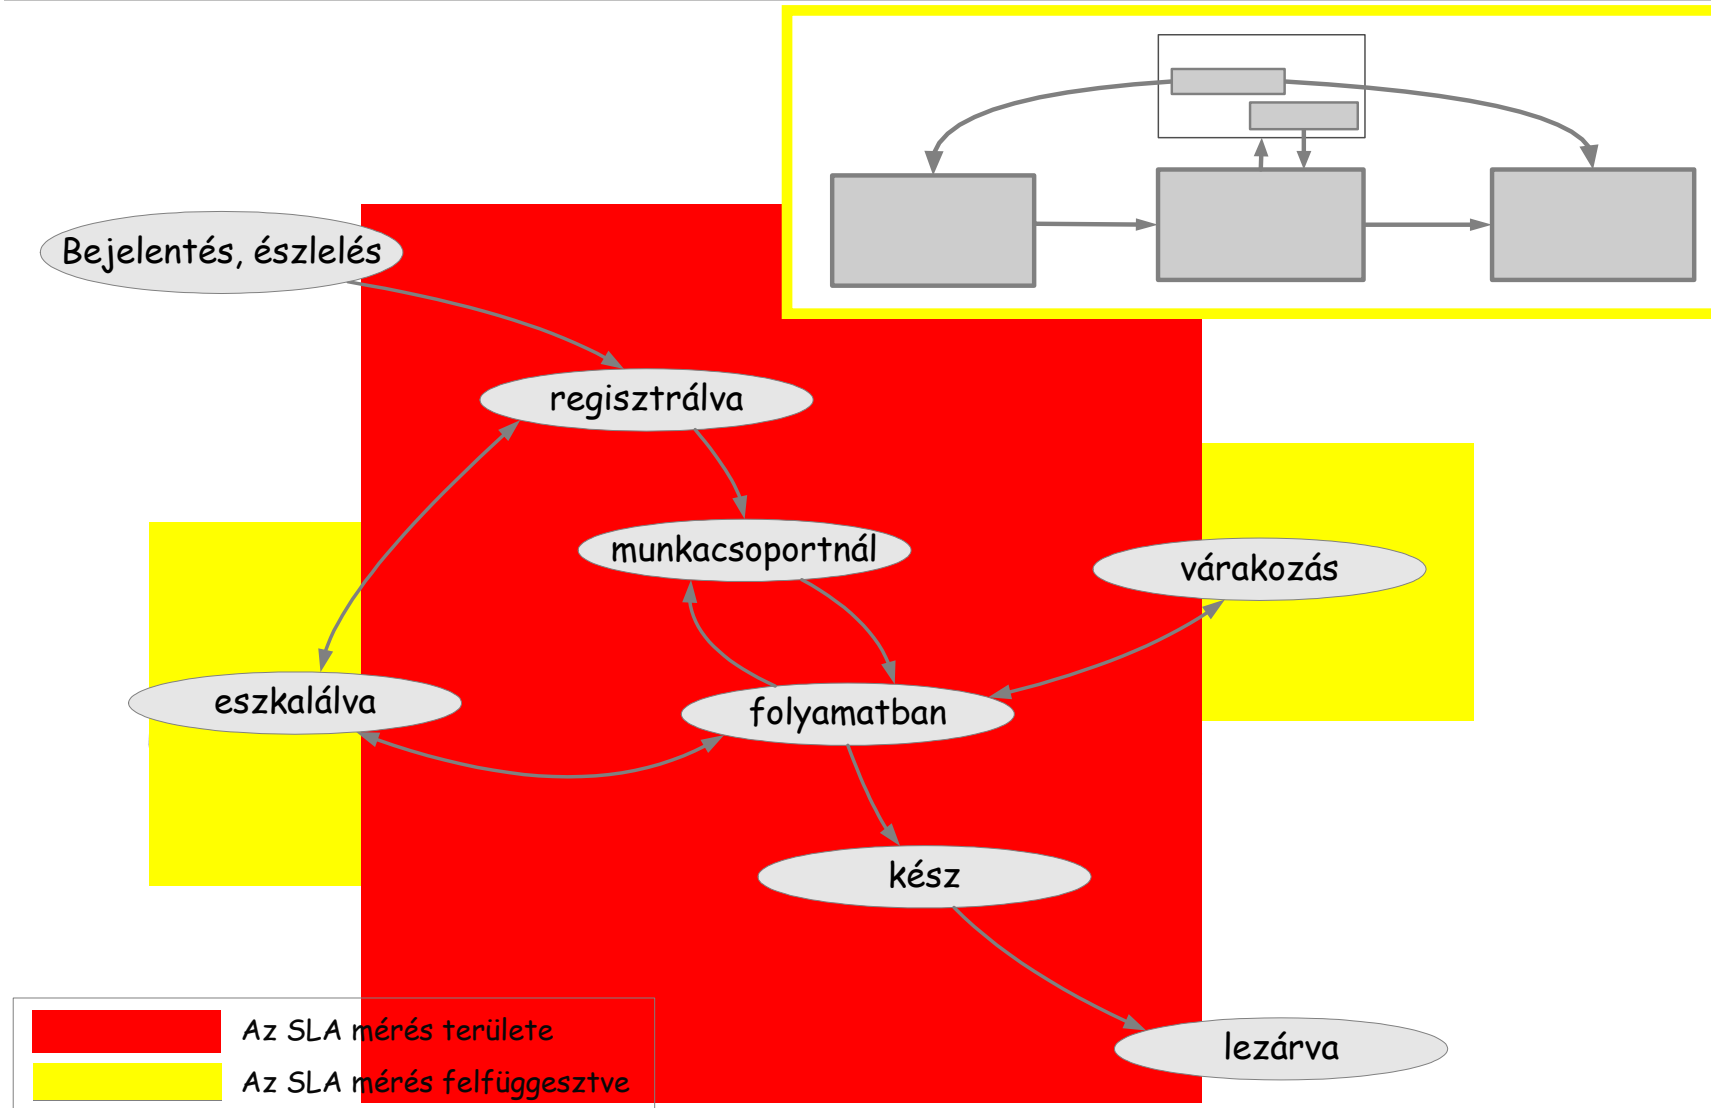 Bejelentés, észlelés
regisztrálva
munkacsoportnál
várakozás
eszkalálva
folyamatban
kész
lezárva
Az SLA mérés területe
Az SLA mérés felfüggesztve